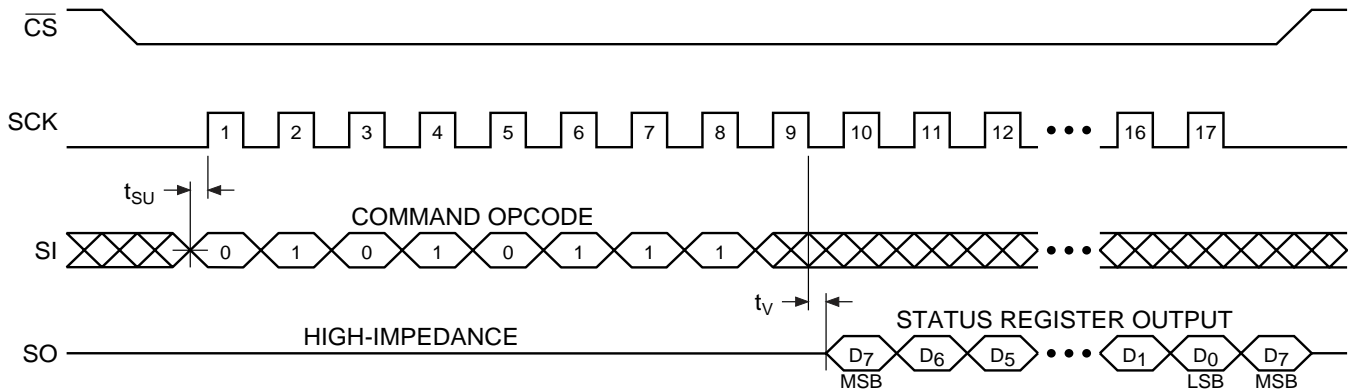 CS
SCK
1 2 3 4 5 6 7 8 9 10 11 12 ••• 16 17
tSU
COMMAND OPCODE
SI
0 1 0 1 0 1 1 1 •••
tV
HIGH-IMPEDANCE
STATUS REGISTER OUTPUT
SO
D7 D6 D5 ••• D1 D0 D7
MSB LSB MSB